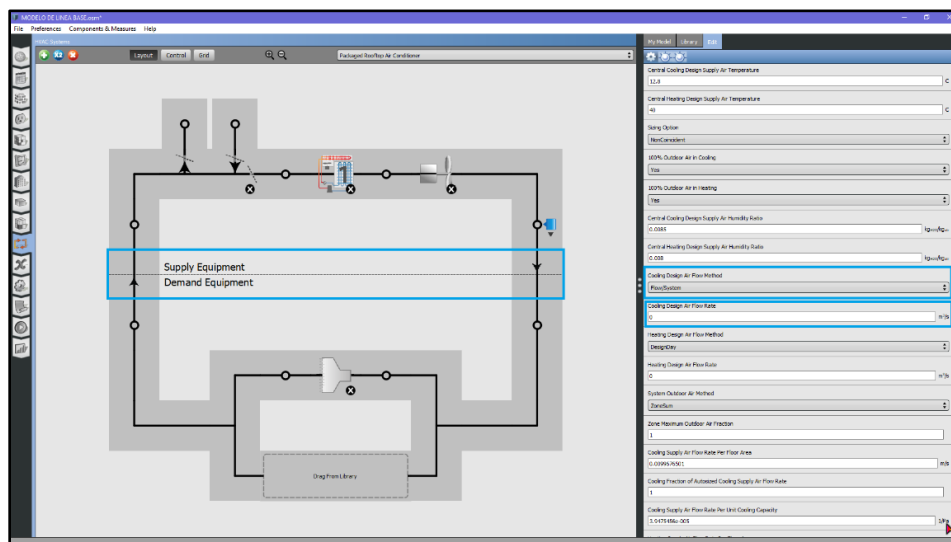 MODELO DE LINEA BASE.osm*
File Preferences Components & Measures Help
HVAC Systems
Layout Control Grid
Packaged Rooftop Air Conditioner
Supply Equipment
Demand Equipment
Drag From Library
My Model Library Edit
Central Cooling Design Supply Air Temperature
12.8 C
Central Heating Design Supply Air Temperature
40 C
Sizing Option
NonCoincident
100% Outdoor Air in Cooling
Yes
100% Outdoor Air in Heating
Yes
Central Cooling Design Supply Air Humidity Ratio
0.0085
Central Heating Design Supply Air Humidity Ratio
0.008
Cooling Design Air Flow Method
Flow/System
Cooling Design Air Flow Rate
0 m³/s
Heating Design Air Flow Method
DesignDay
Heating Design Air Flow Rate
0 m³/s
System Outdoor Air Method
ZoneSum
Zone Maximum Outdoor Air Fraction
1
Cooling Supply Air Flow Rate Per Floor Area
m/s
Cooling Fraction of Autosized Cooling Supply Air Flow Rate
1
Cooling Supply Air Flow Rate Per Unit Cooling Capacity